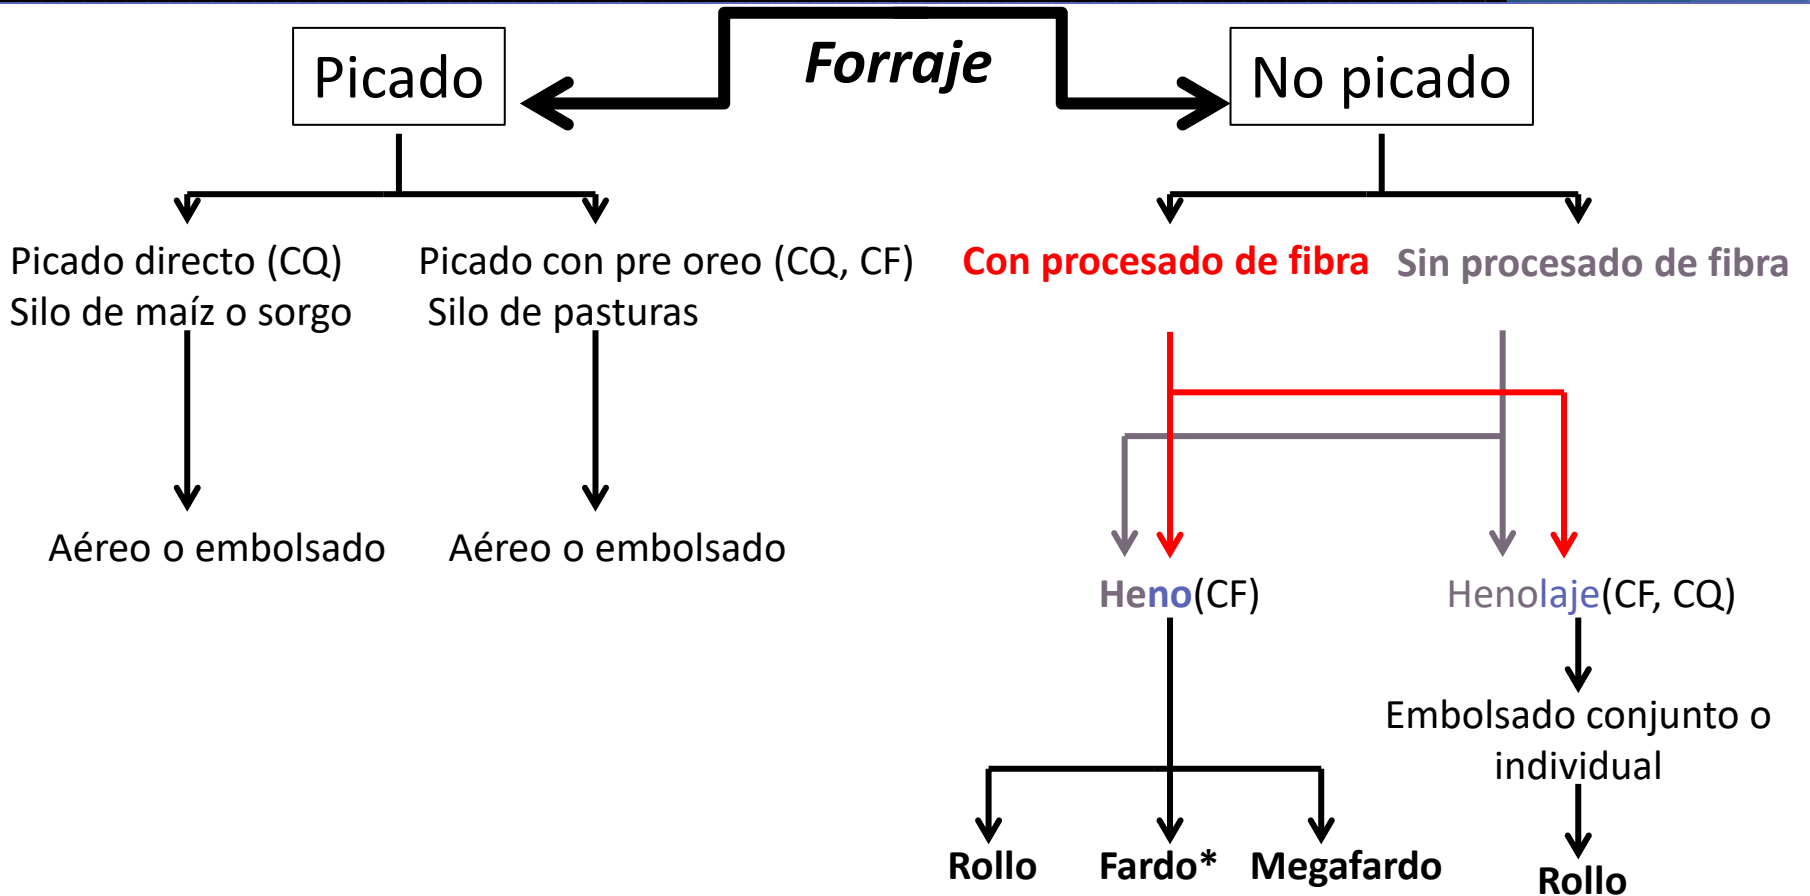 Forraje
Picado
No picado
Picado directo (CQ)
Silo de maíz o sorgo
Picado con pre oreo (CQ, CF)
Silo de pasturas
Con procesado de fibra
Sin procesado de fibra
Aéreo o embolsado
Aéreo o embolsado
Heno(CF)
Henolaje(CF, CQ)
Embolsado conjunto o
individual
Rollo
Fardo*
Megafardo
Rollo